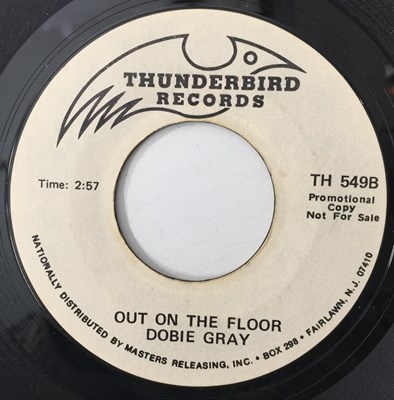 THUNDERBIRD
RECORDS
Time: 2:57
TH 549B
Promotional
Copy
Not For Sale
OUT ON THE FLOOR
DOBIE GRAY
NATIONALLY DISTRIBUTED BY MASTERS RELEASING, INC. • BOX 298 • FAIRLAWN, N. J. 07410